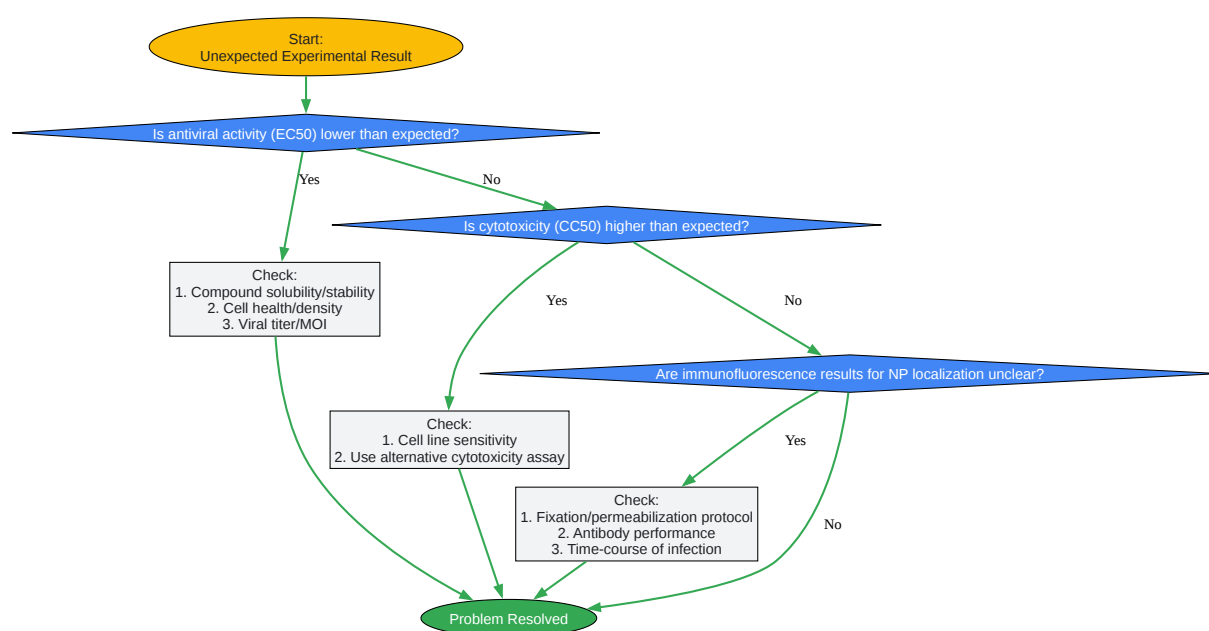 Start:
Unexpected Experimental Result
Is antiviral activity (EC50) lower than expected?
Yes
No
Is cytotoxicity (CC50) higher than expected?
Check:
1. Compound solubility/stability
2. Cell health/density
3. Viral titer/MOI
Yes
No
Are immunofluorescence results for NP localization unclear?
Check:
1. Cell line sensitivity
2. Use alternative cytotoxicity assay
Yes
No
Check:
1. Fixation/permeabilization protocol
2. Antibody performance
3. Time-course of infection
Problem Resolved